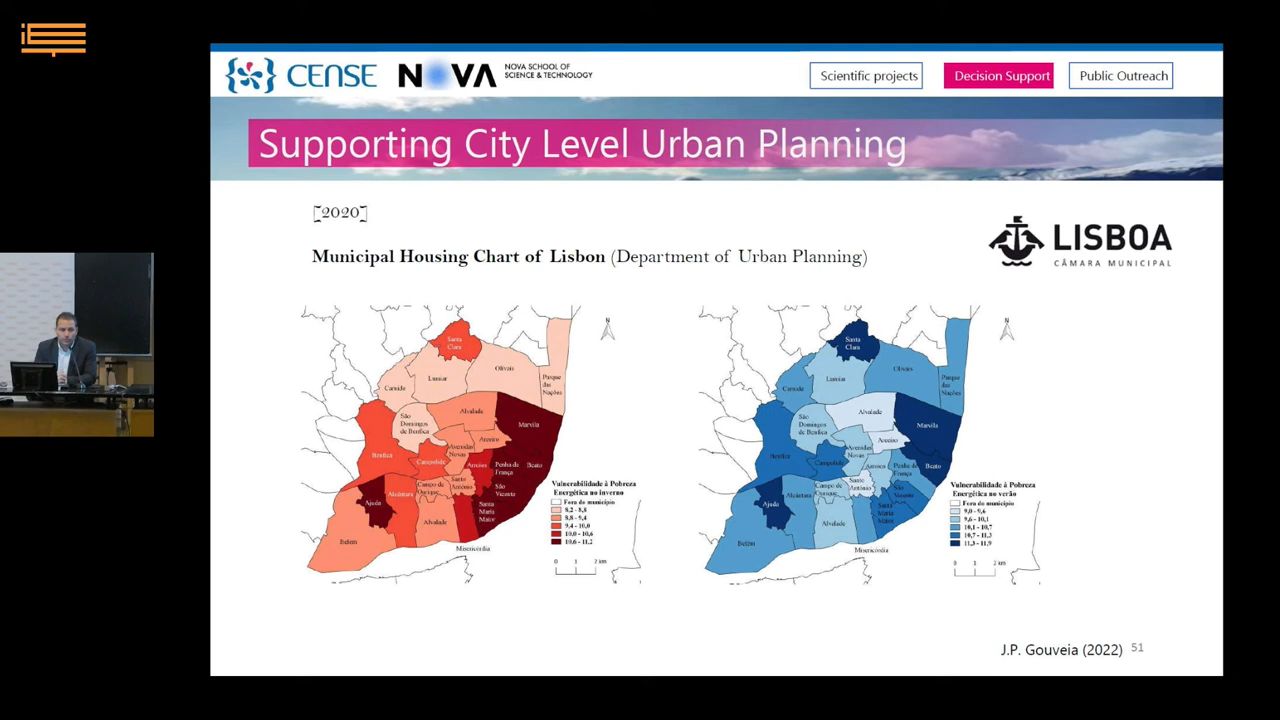 CENSE
NOVA
NOVA SCHOOL OF
SCIENCE & TECHNOLOGY
Scientific projects
Decision Support
Public Outreach
Supporting City Level Urban Planning
[2020]
Municipal Housing Chart of Lisbon (Department of Urban Planning)
LISBOA
CÂMARA MUNICIPAL
Santa
Clara
Lumiar
Olivais
Carnide
Parque
das
Nações
São
Domingos
de Benfica
Alvalade
Marvila
Avenidas
Novas
Areeiro
Benfica
Campolide
Arroios
Penha da
França
Beato
Campo de
Ourique
Santo
António
São
Vicente
Ajuda
Alcântara
Santa
Maria
Maior
Alvalade
Belém
Misericórdia
N
Vulnerabilidade à Pobreza
Energética no inverno
Fora do município
8,2 - 8,8
8,8 - 9,4
9,4 - 10,0
10,0 - 10,6
10,6 - 11,2
0 1 2 km
Santa
Clara
Lumiar
Olivais
Carnide
Parque
das
Nações
São
Domingos
de Benfica
Alvalade
Marvila
Avenidas
Novas
Areeiro
Benfica
Campolide
Arroios
Penha de
França
Beato
Campo de
Ourique
Santo
António
São
Vicente
Ajuda
Alcântara
Santa
Maria
Maior
Alvalade
Belém
Misericórdia
N
Vulnerabilidade à Pobreza
Energética no verão
Fora do município
9,0 - 9,6
9,6 - 10,1
10,1 - 10,7
10,7 - 11,3
11,3 - 11,9
0 1 2 km
J.P. Gouveia (2022) 51